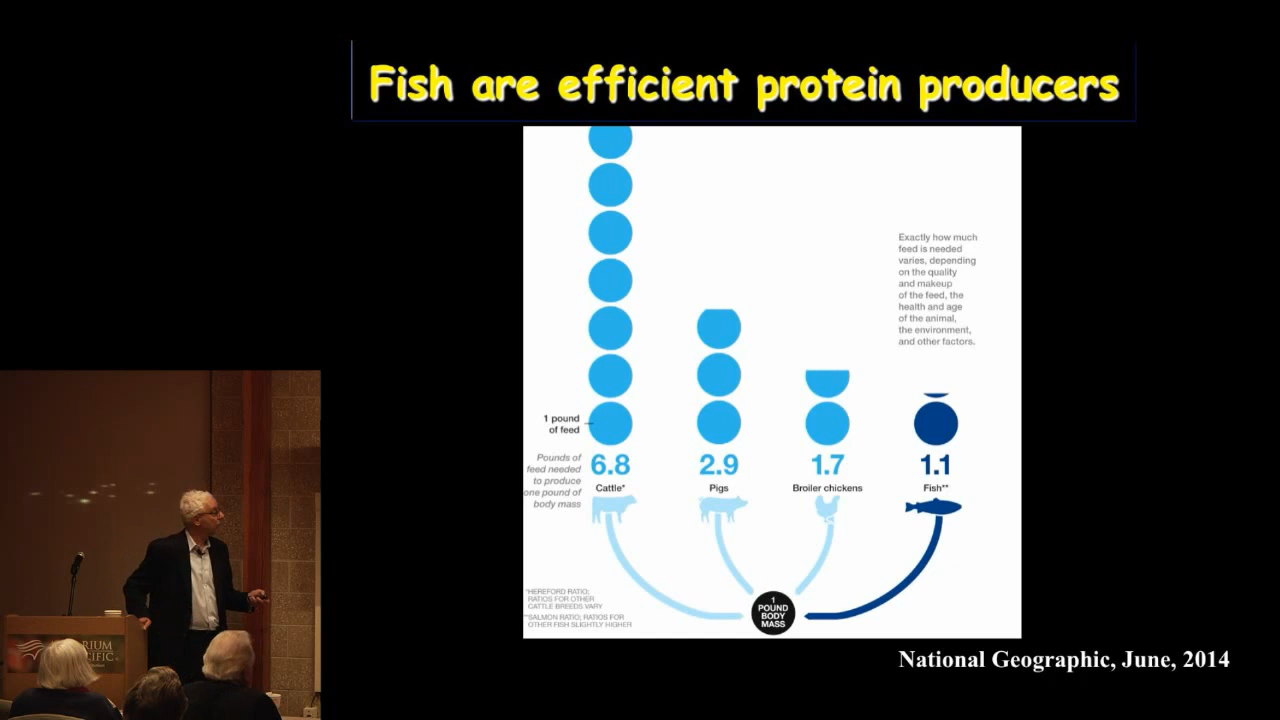 Fish are efficient protein producers
Exactly how much
feed is needed
varies, depending
on the quality
and makeup
of the feed, the
health and age
of the animal,
the environment,
and other factors.
1 pound
of feed
Pounds of
feed needed
to produce
one pound of
body mass
6.8
Cattle*
2.9
Pigs
1.7
Broiler chickens
1.1
Fish**
*HEREFORD RATIO;
RATIOS FOR OTHER
CATTLE BREEDS VARY
**SALMON RATIO; RATIOS FOR
OTHER FISH SLIGHTLY HIGHER
1
POUND
BODY
MASS
National Geographic, June, 2014
RIUM
CIFIC